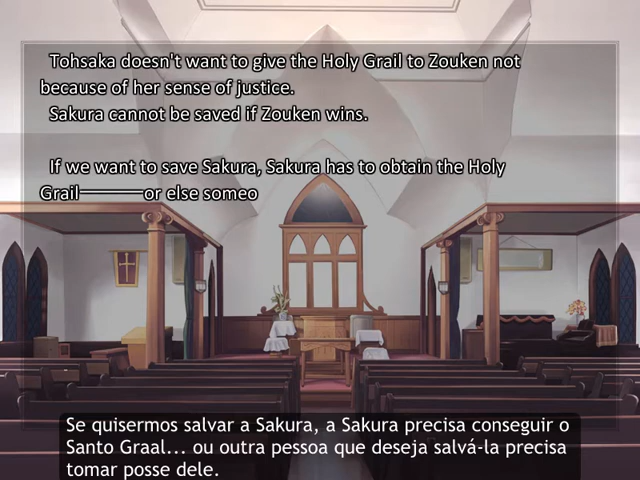 Tohsaka doesn't want to give the Holy Grail to Zouken not
because of her sense of justice.
Sakura cannot be saved if Zouken wins.
If we want to save Sakura, Sakura has to obtain the Holy
Grail———or else someo
Se quisermos salvar a Sakura, a Sakura precisa conseguir o
Santo Graal... ou outra pessoa que deseja salvá-la precisa
tomar posse dele.